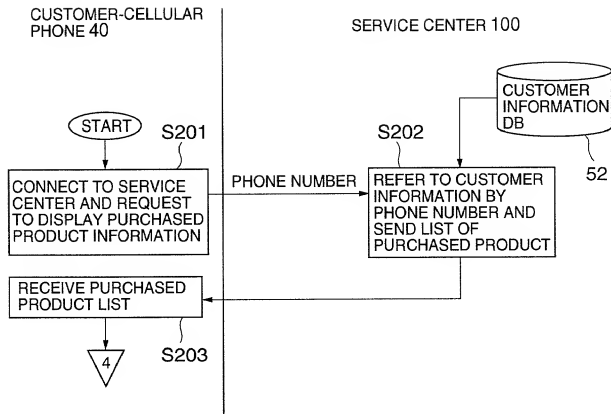 CUSTOMER-CELLULAR
PHONE 40
SERVICE CENTER 100
CUSTOMER
INFORMATION
DB
52
START
S201
S202
CONNECT TO SERVICE
CENTER AND REQUEST
TO DISPLAY PURCHASED
PRODUCT INFORMATION
PHONE NUMBER
REFER TO CUSTOMER
INFORMATION BY
PHONE NUMBER AND
SEND LIST OF
PURCHASED PRODUCT
RECEIVE PURCHASED
PRODUCT LIST
S203
4